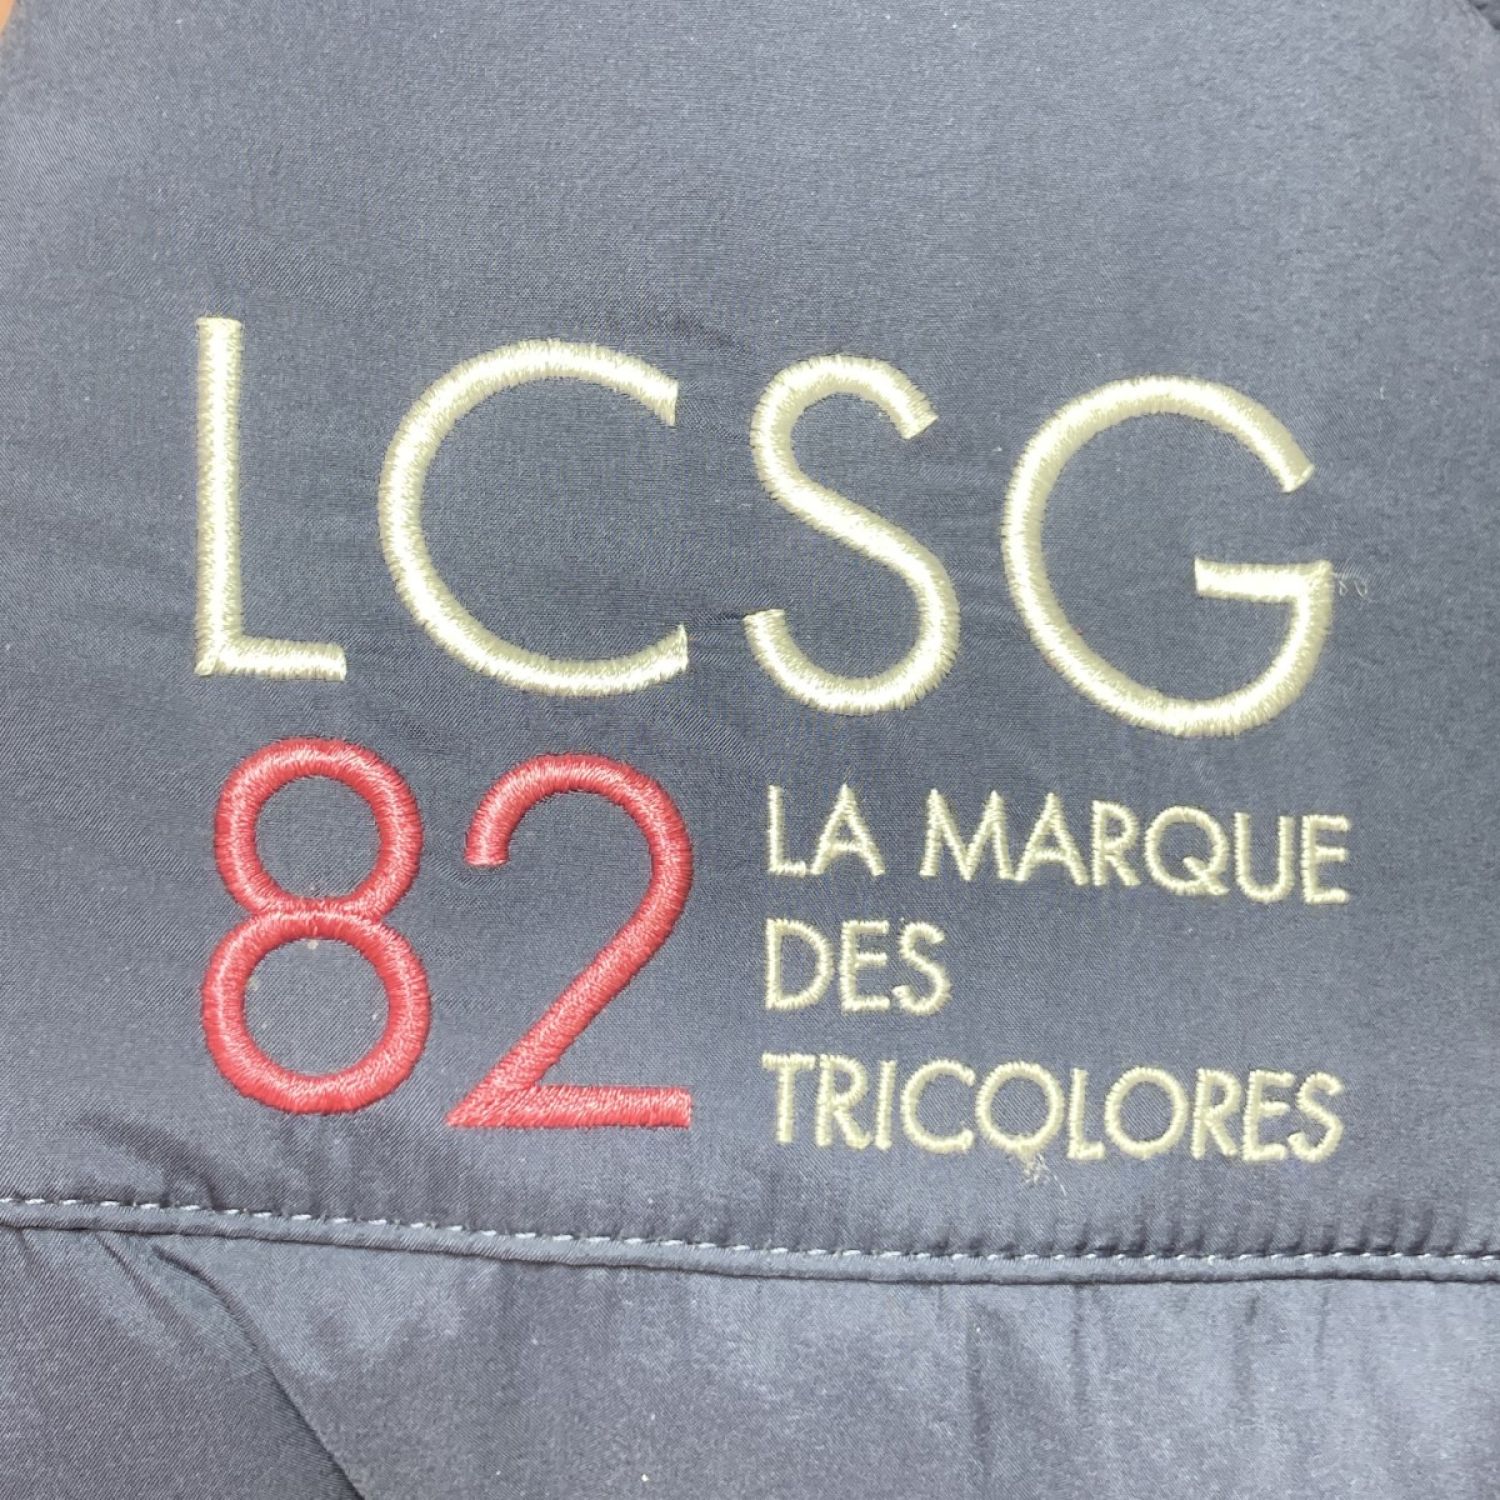 LCSG
82
LA MARQUE
DES
TRICOLORES